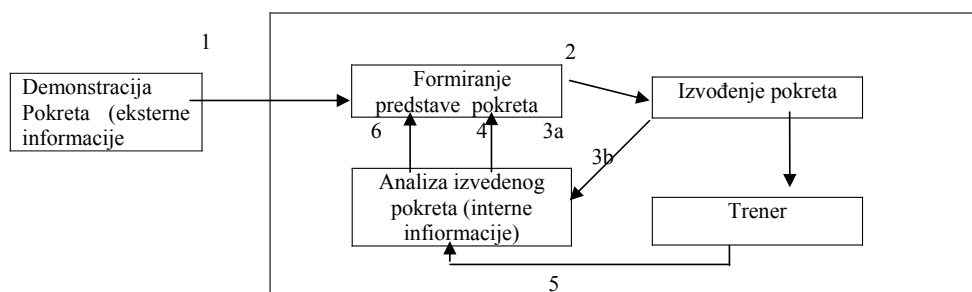 1
Demonstracija
Pokreta (eksterne
informacije
Formiranje
predstave pokreta
2
Izvođenje pokreta
6
4
3a
3b
Analiza izvedenog
pokreta (interne
infiormacije)
Trener
5